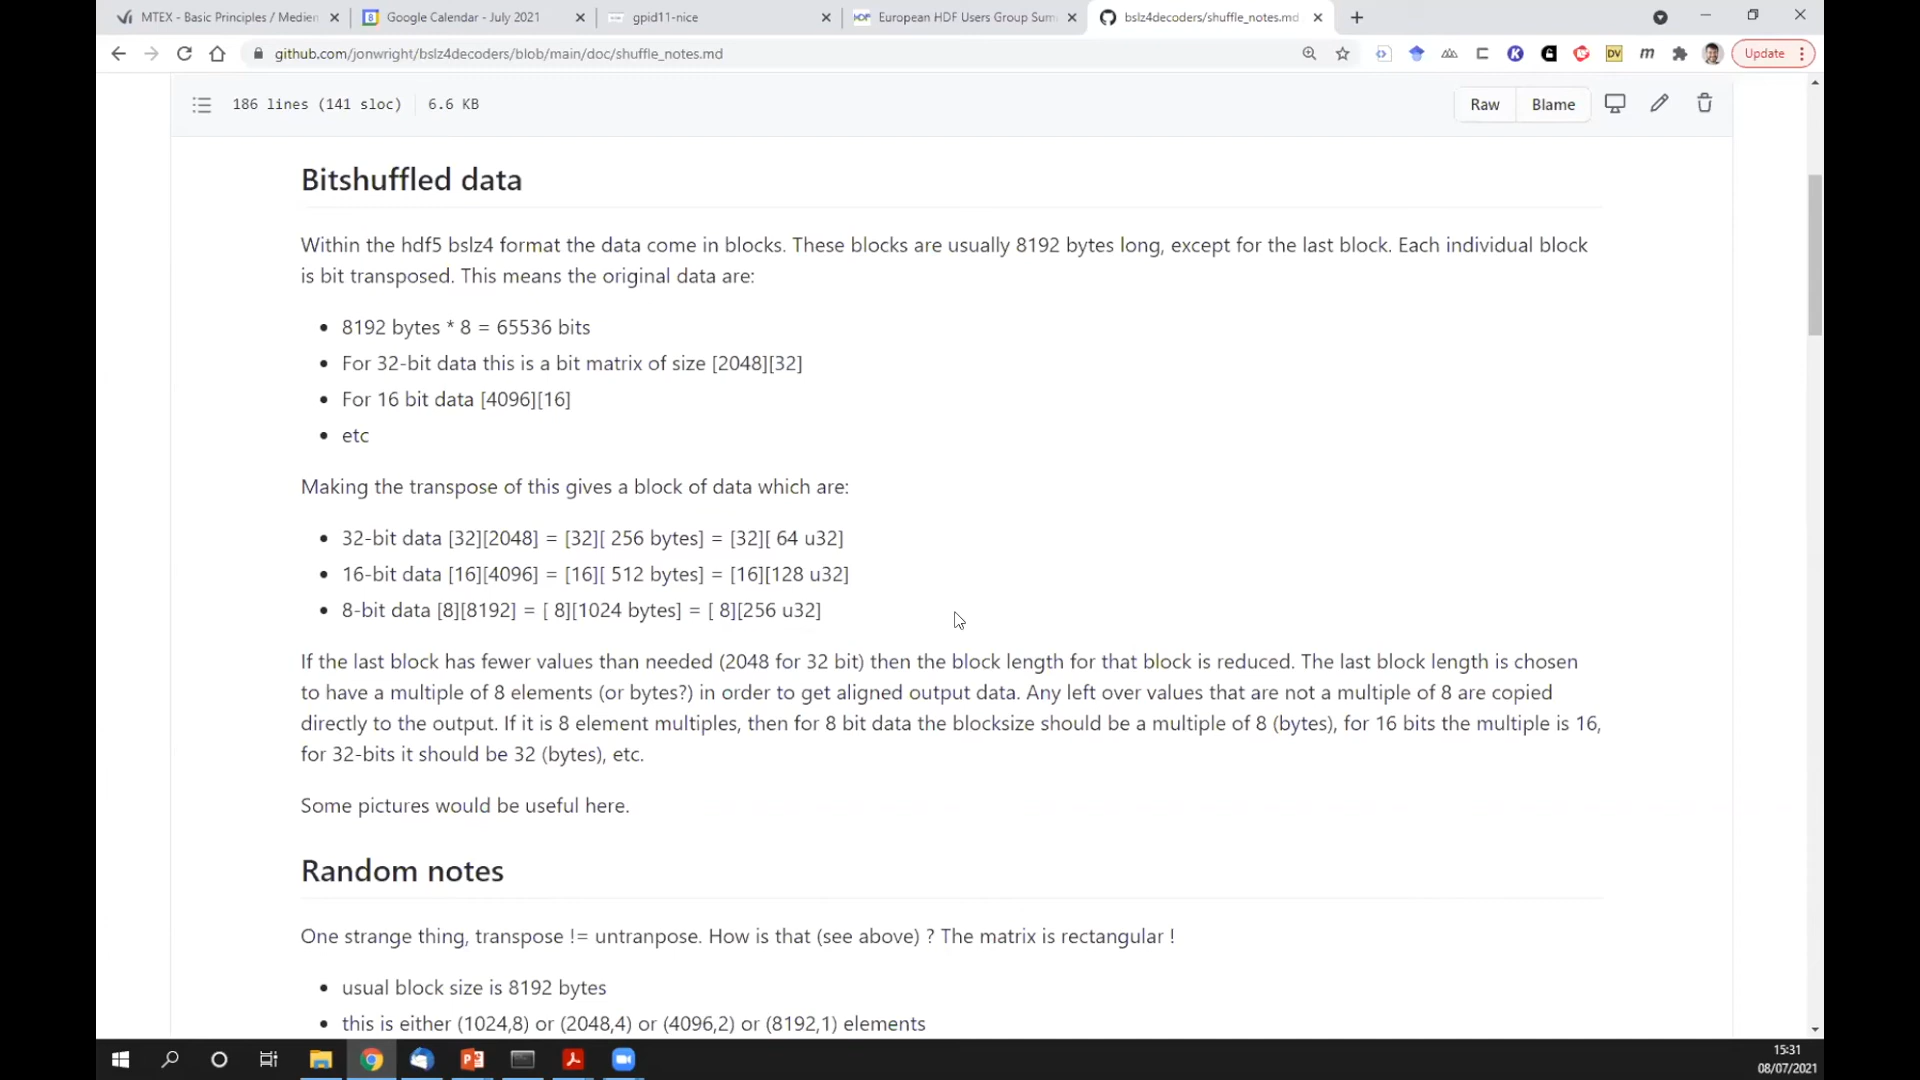 MTEX - Basic Principles / Medien
Google Calendar - July 2021
gpid11-nice
European HDF Users Group Sum
bslz4decoders/shuffle_notes.md
github.com/jonwright/bslz4decoders/blob/main/doc/shuffle_notes.md
Update
186 lines (141 sloc) 6.6 KB
Raw Blame
Bitshuffled data
Within the hdf5 bslz4 format the data come in blocks. These blocks are usually 8192 bytes long, except for the last block. Each individual block
is bit transposed. This means the original data are:
• 8192 bytes * 8 = 65536 bits
• For 32-bit data this is a bit matrix of size [2048][32]
• For 16 bit data [4096][16]
• etc
Making the transpose of this gives a block of data which are:
• 32-bit data [32][2048] = [32][ 256 bytes] = [32][ 64 u32]
• 16-bit data [16][4096] = [16][ 512 bytes] = [16][128 u32]
• 8-bit data [8][8192] = [ 8][1024 bytes] = [ 8][256 u32]
If the last block has fewer values than needed (2048 for 32 bit) then the block length for that block is reduced. The last block length is chosen
to have a multiple of 8 elements (or bytes?) in order to get aligned output data. Any left over values that are not a multiple of 8 are copied
directly to the output. If it is 8 element multiples, then for 8 bit data the blocksize should be a multiple of 8 (bytes), for 16 bits the multiple is 16,
for 32-bits it should be 32 (bytes), etc.
Some pictures would be useful here.
Random notes
One strange thing, transpose != untranpose. How is that (see above) ? The matrix is rectangular !
• usual block size is 8192 bytes
• this is either (1024,8) or (2048,4) or (4096,2) or (8192,1) elements
15:31
08/07/2021